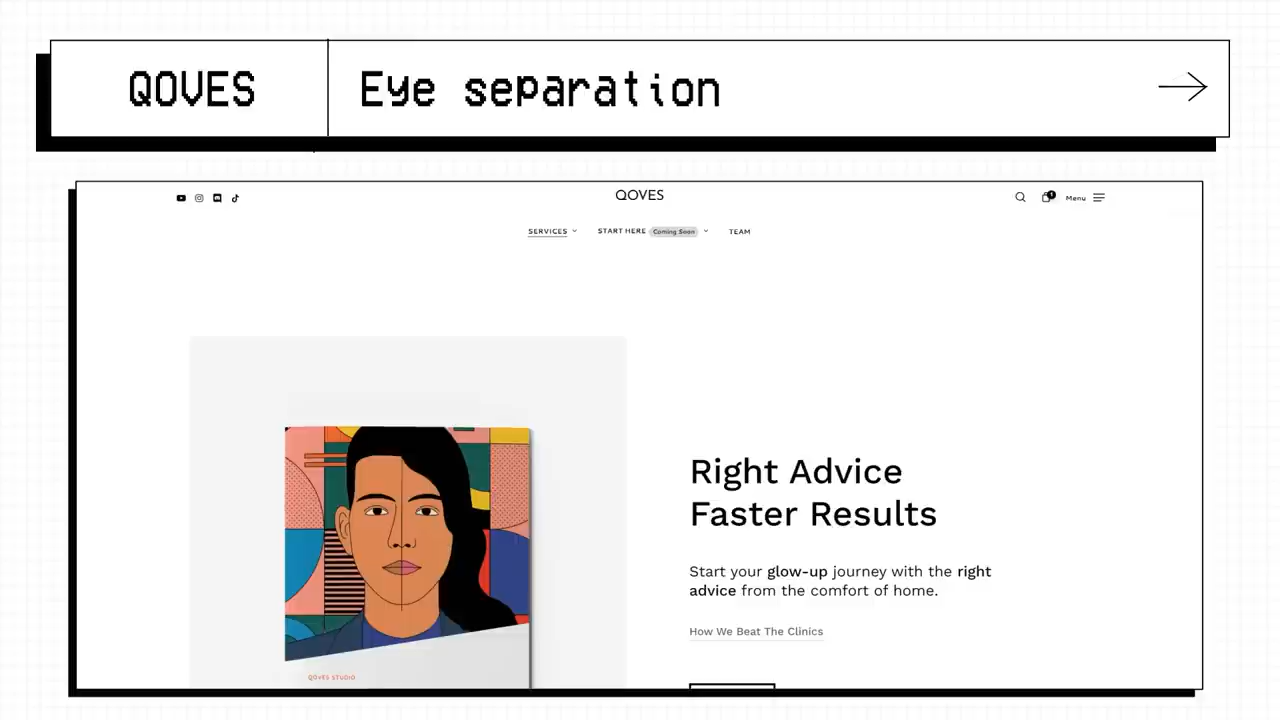 QOVES
Eye separation
QOVES
1
Menu
SERVICES
START HERE Coming Soon
TEAM
Right Advice
Faster Results
Start your glow-up journey with the right
advice from the comfort of home.
How We Beat The Clinics
QOVES STUDIO